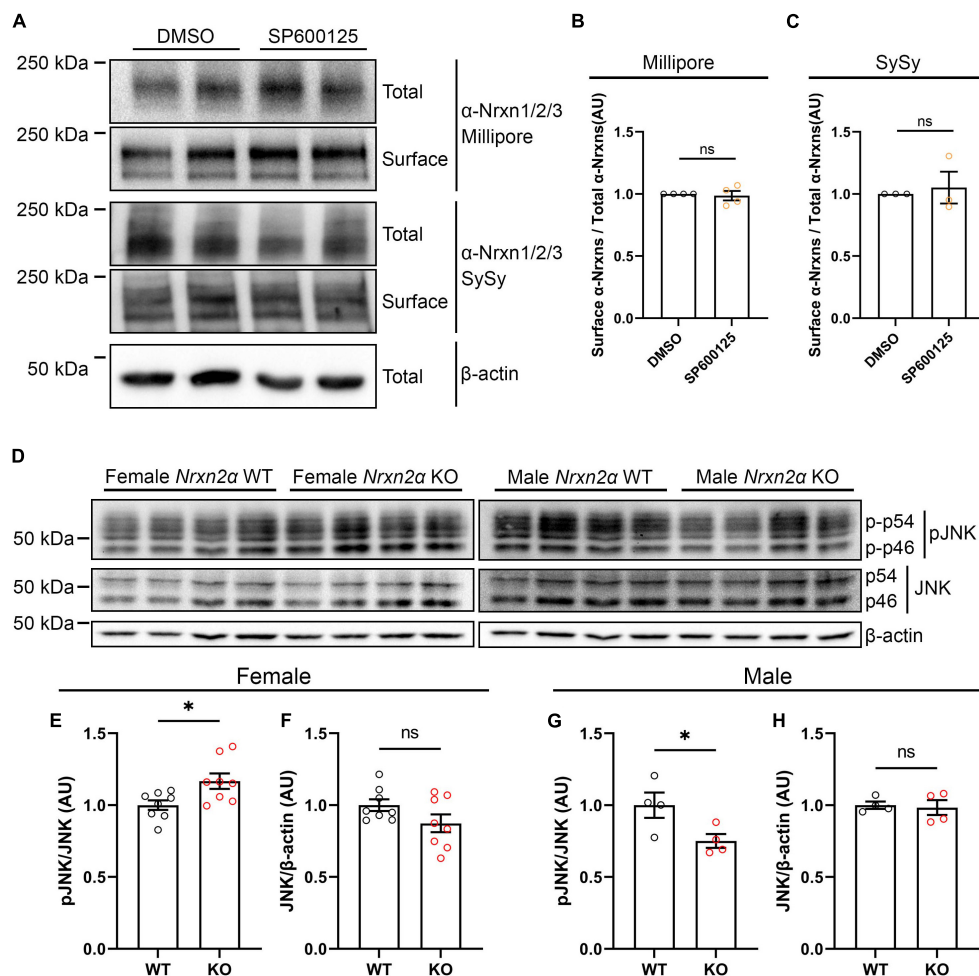 A
DMSO SP600125
250 kDa
Total
α-Nrxn1/2/3
Millipore
250 kDa
Surface
250 kDa
Total
α-Nrxn1/2/3
SySy
250 kDa
Surface
50 kDa
Total
β-actin
B
Millipore
Surface α-Nrxns / Total α-Nrxns(AU)
1.5
1.0
0.5
0.0
ns
DMSO
SP600125
C
SySy
Surface α-Nrxns / Total α-Nrxns(AU)
1.5
1.0
0.5
0.0
ns
DMSO
SP600125
D
Female Nrxn2α WT Female Nrxn2α KO Male Nrxn2α WT Male Nrxn2α KO
50 kDa
p-p54
p-p46
pJNK
50 kDa
p54
p46
JNK
50 kDa
β-actin
Female
E
pJNK/JNK (AU)
1.5
1.0
0.5
0.0
*
WT KO
F
JNK/β-actin (AU)
1.5
1.0
0.5
0.0
ns
WT KO
Male
G
pJNK/JNK (AU)
1.5
1.0
0.5
0.0
*
WT KO
H
JNK/β-actin (AU)
1.5
1.0
0.5
0.0
ns
WT KO